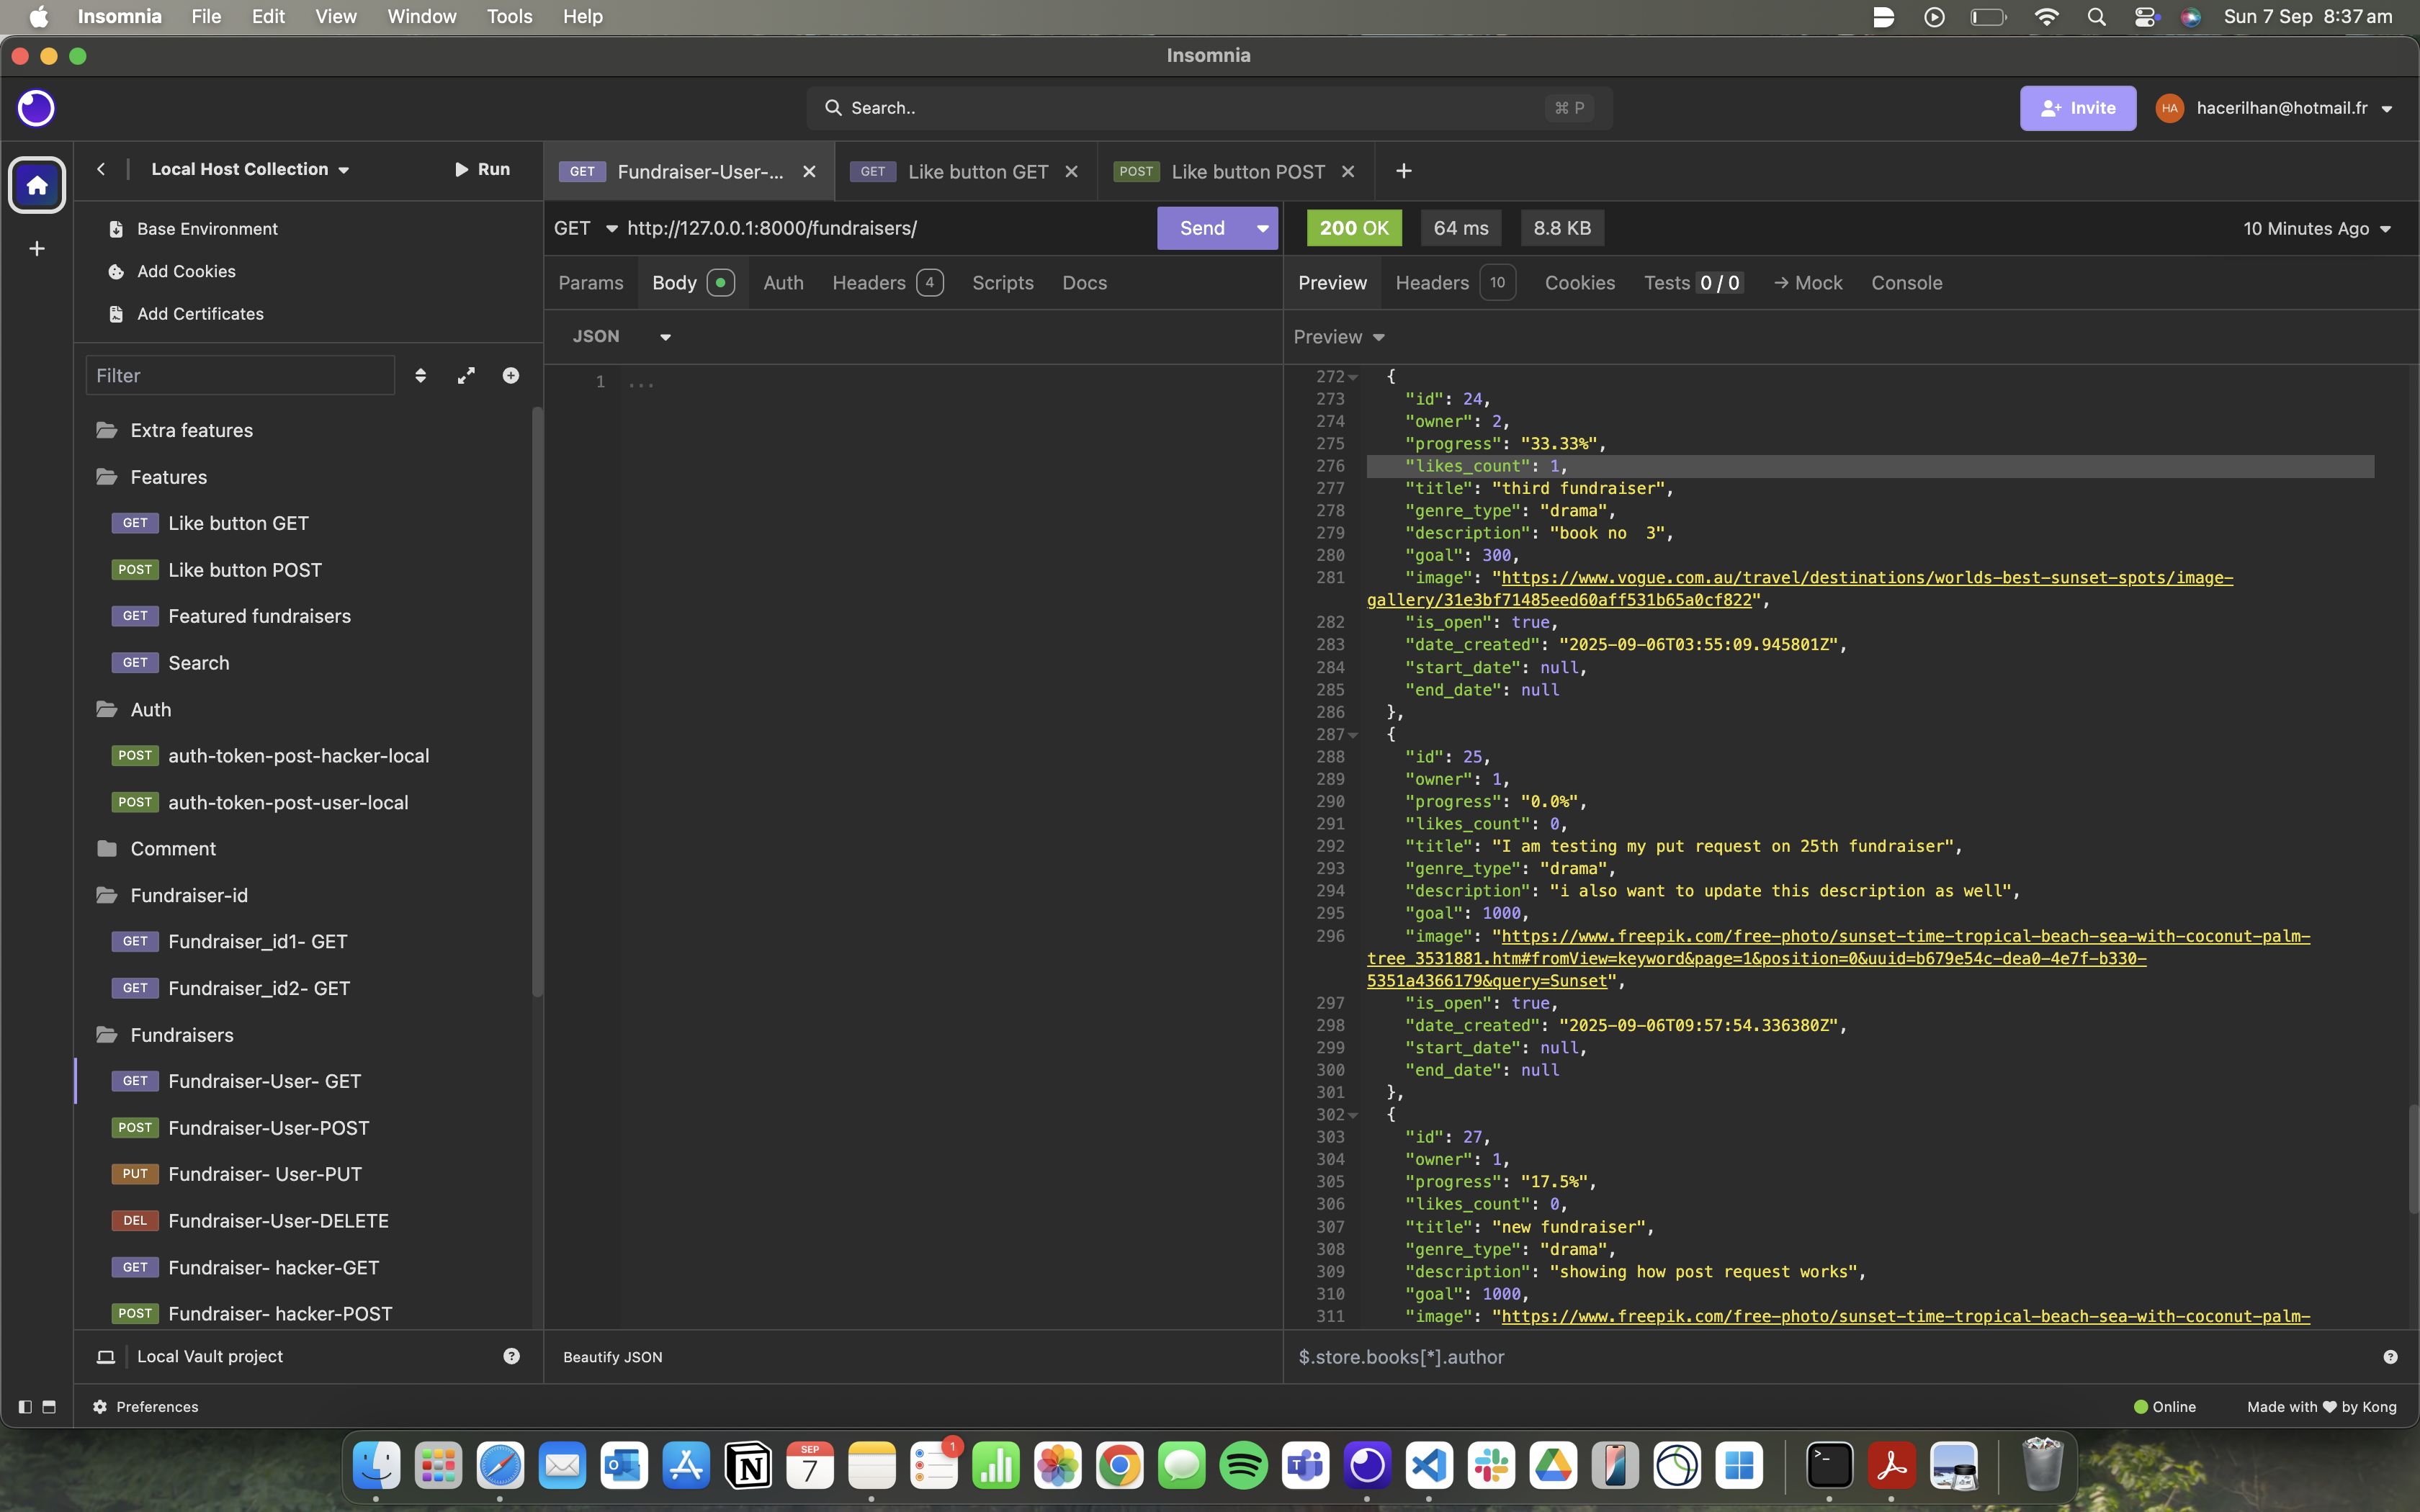 Insomnia File Edit View Window Tools Help
Sun 7 Sep 8:37 am
Insomnia
Search..
⌘ P
Invite
HA
hacerilhan@hotmail.fr
Local Host Collection
Run
Base Environment
Add Cookies
Add Certificates
Filter
Extra features
Features
GET Like button GET
POST Like button POST
GET Featured fundraisers
GET Search
Auth
POST auth-token-post-hacker-local
POST auth-token-post-user-local
Comment
Fundraiser-id
GET Fundraiser_id1- GET
GET Fundraiser_id2- GET
Fundraisers
GET Fundraiser-User- GET
POST Fundraiser-User-POST
PUT Fundraiser- User-PUT
DEL Fundraiser-User-DELETE
GET Fundraiser- hacker-GET
POST Fundraiser- hacker-POST
Local Vault project
Preferences
GET Fundraiser-User-...
GET Like button GET
POST Like button POST
GET http://127.0.0.1:8000/fundraisers/
Send
Params Body Auth Headers 4 Scripts Docs
JSON
1 ...
Beautify JSON
200 OK 64 ms 8.8 KB
10 Minutes Ago
Preview Headers 10 Cookies Tests 0 / 0 → Mock Console
Preview
272 {
273 "id": 24,
274 "owner": 2,
275 "progress": "33.33%",
276 "likes_count": 1,
277 "title": "third fundraiser",
278 "genre_type": "drama",
279 "description": "book no  3",
280 "goal": 300,
281 "image": "https://www.vogue.com.au/travel/destinations/worlds-best-sunset-spots/image-
gallery/31e3bf71485eed60aff531b65a0cf822",
282 "is_open": true,
283 "date_created": "2025-09-06T03:55:09.945801Z",
284 "start_date": null,
285 "end_date": null
286 },
287 {
288 "id": 25,
289 "owner": 1,
290 "progress": "0.0%",
291 "likes_count": 0,
292 "title": "I am testing my put request on 25th fundraiser",
293 "genre_type": "drama",
294 "description": "i also want to update this description as well",
295 "goal": 1000,
296 "image": "https://www.freepik.com/free-photo/sunset-time-tropical-beach-sea-with-coconut-palm-
tree_3531881.htm#fromView=keyword&page=1&position=0&uuid=b679e54c-dea0-4e7f-b330-
5351a4366179&query=Sunset",
297 "is_open": true,
298 "date_created": "2025-09-06T09:57:54.336380Z",
299 "start_date": null,
300 "end_date": null
301 },
302 {
303 "id": 27,
304 "owner": 1,
305 "progress": "17.5%",
306 "likes_count": 0,
307 "title": "new fundraiser",
308 "genre_type": "drama",
309 "description": "showing how post request works",
310 "goal": 1000,
311 "image": "https://www.freepik.com/free-photo/sunset-time-tropical-beach-sea-with-coconut-palm-
$.store.books[*].author
Online
Made with ♥ by Kong
SEP
7
1